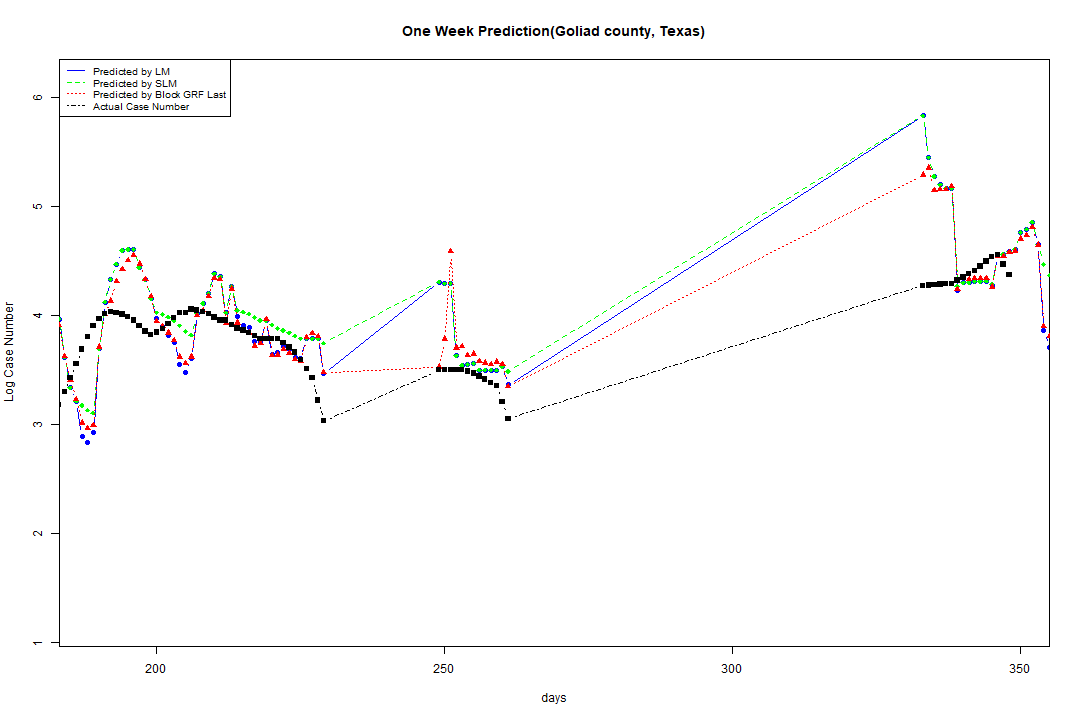 One Week Prediction(Goliad county, Texas)
Predicted by LM
Predicted by SLM
Predicted by Block GRF Last
Actual Case Number
6
5
4
3
2
1
Log Case Number
200 250 300 350
days